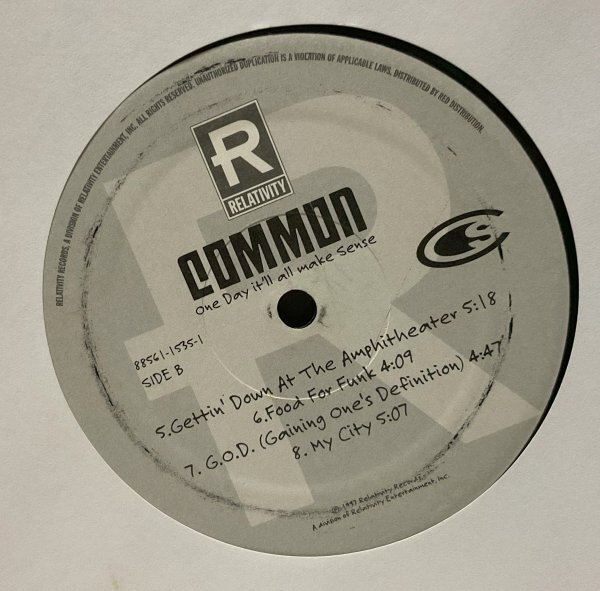 RELATIVITY RECORDS, A DIVISION OF RELATIVITY ENTERTAINMENT, INC. ALL RIGHTS RESERVED. UNAUTHORIZED DUPLICATION IS A VIOLATION OF APPLICABLE LAWS. DISTRIBUTED BY RED DISTRIBUTION.
R
RELATIVITY
COMMON
One Day it'll all make Sense
88561-1535-1
SIDE B
5.Gettin' Down At The Amphitheater 5:18
6.Food For Funk 4:09
7. G.O.D. (Gaining One's Definition) 4:47
8. My City 5:07
℗ 1997 Relativity Records.
A division of Relativity Entertainment, Inc.